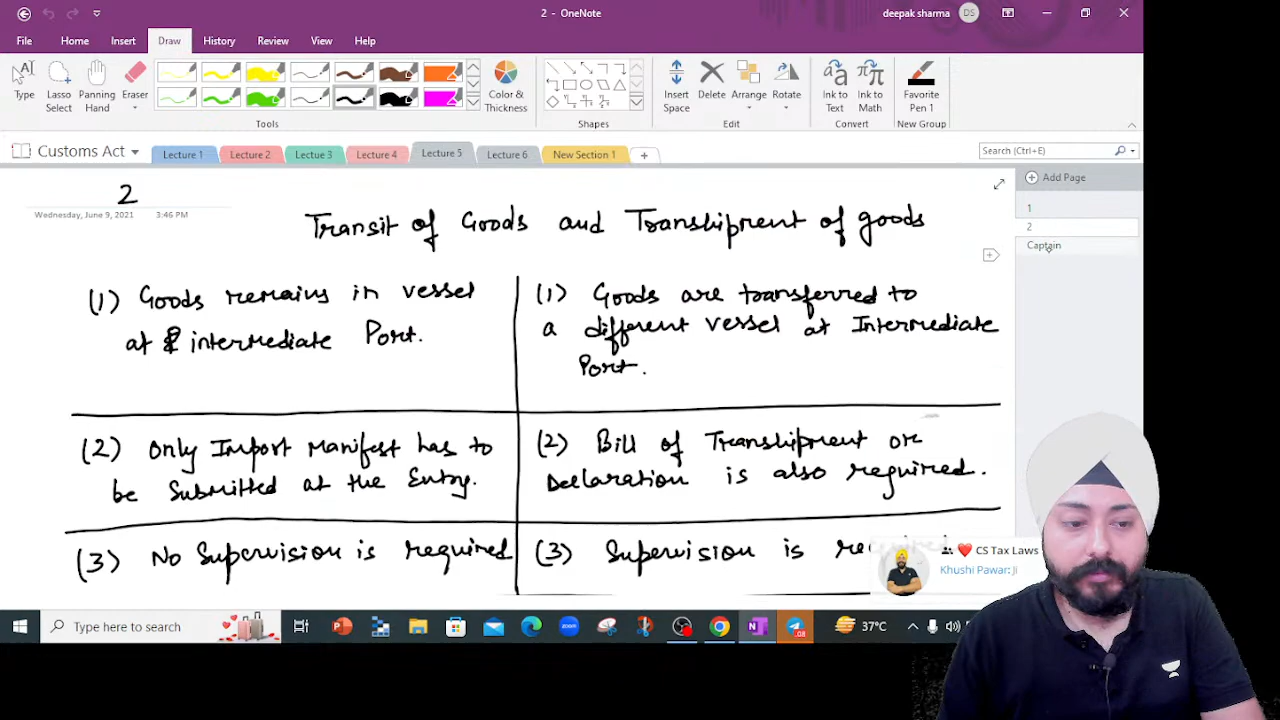 2 - OneNote
deepak sharma DS
File Home Insert Draw History Review View Help
Type Lasso Select Panning Hand Eraser Color & Thickness Insert Space Delete Arrange Rotate Ink to Text Ink to Math Favorite Pen 1
Tools Shapes Edit Convert New Group
Customs Act Lecture 1 Lecture 2 Lectue 3 Lecture 4 Lecture 5 Lecture 6 New Section 1 Search (Ctrl+E)
Add Page
1
2
Captain
2
Wednesday, June 9, 2021 3:46 PM
Transit of Goods and Transhipment of goods
(1) Goods remains in vessel
at intermediate Port.
(1) Goods are transferred to
a different vessel at Intermediate
Port.
(2) Only Import Manifest has to
be Submitted at the Entry.
(2) Bill of Transhipment or
Declaration is also required.
(3) No Supervision is required
(3) Supervision is
CS Tax Laws
Khushi Pawar: Ji
Type here to search
37°C